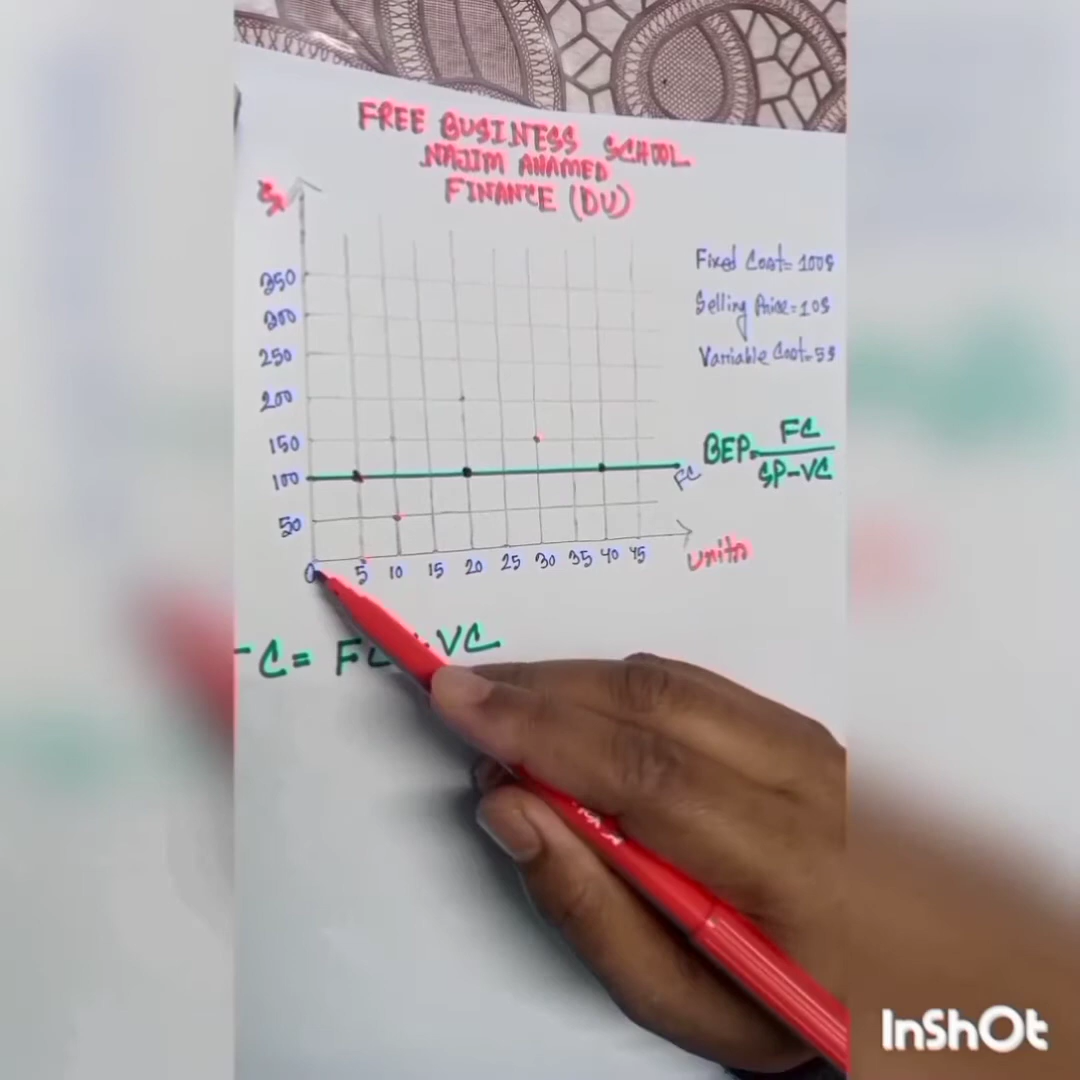 FREE BUSINESS SCHOOL
NAJIM AHAMED
FINANCE (DU)
350
300
250
200
150
100
50
0 5 10 15 20 25 30 35 40 45
Units
FC
Fixed Cost= 100$
Selling Price=10$
Variable Cost=5$
BEP= FC
SP-VC
C= FC VC
InShOt